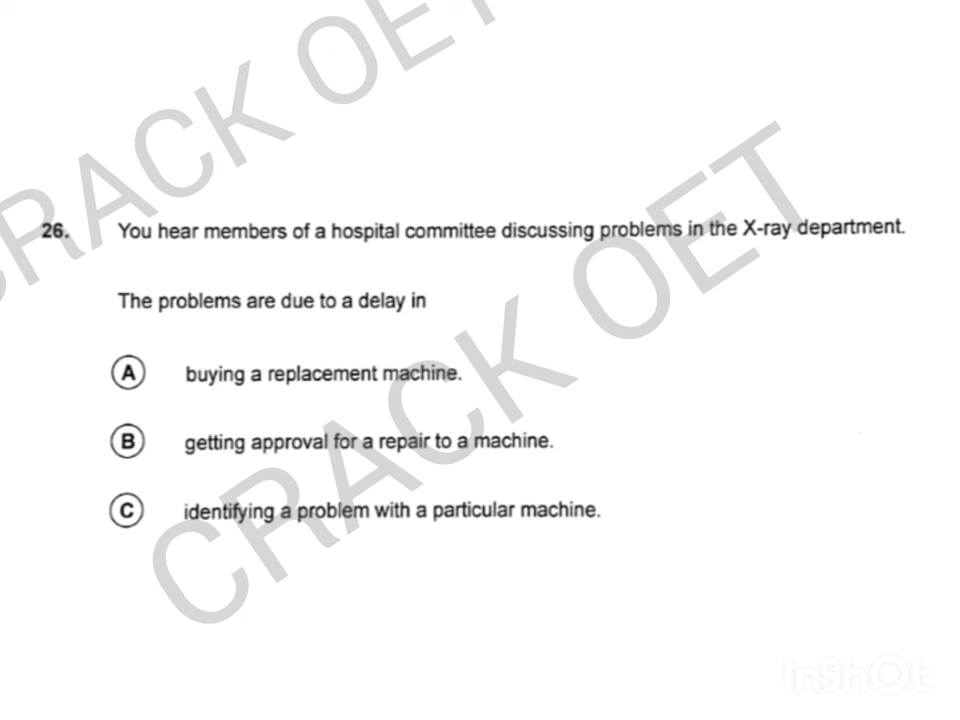 CRACK OET
26. You hear members of a hospital committee discussing problems in the X-ray department.
The problems are due to a delay in
A buying a replacement machine.
B getting approval for a repair to a machine.
C identifying a problem with a particular machine.
CRACK OET
InShOt